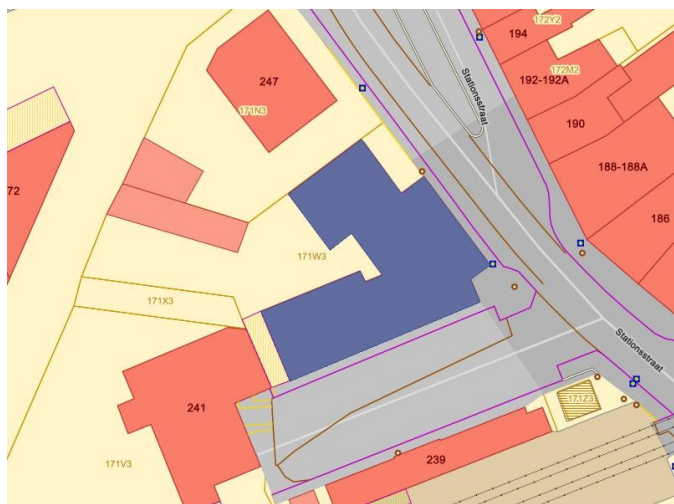 172Y2
194
192-192A
172M2
190
188-188A
186
Stationsstraat
247
171N3
72
171W3
171X3
241
171V3
Stationsstraat
171Z3
239